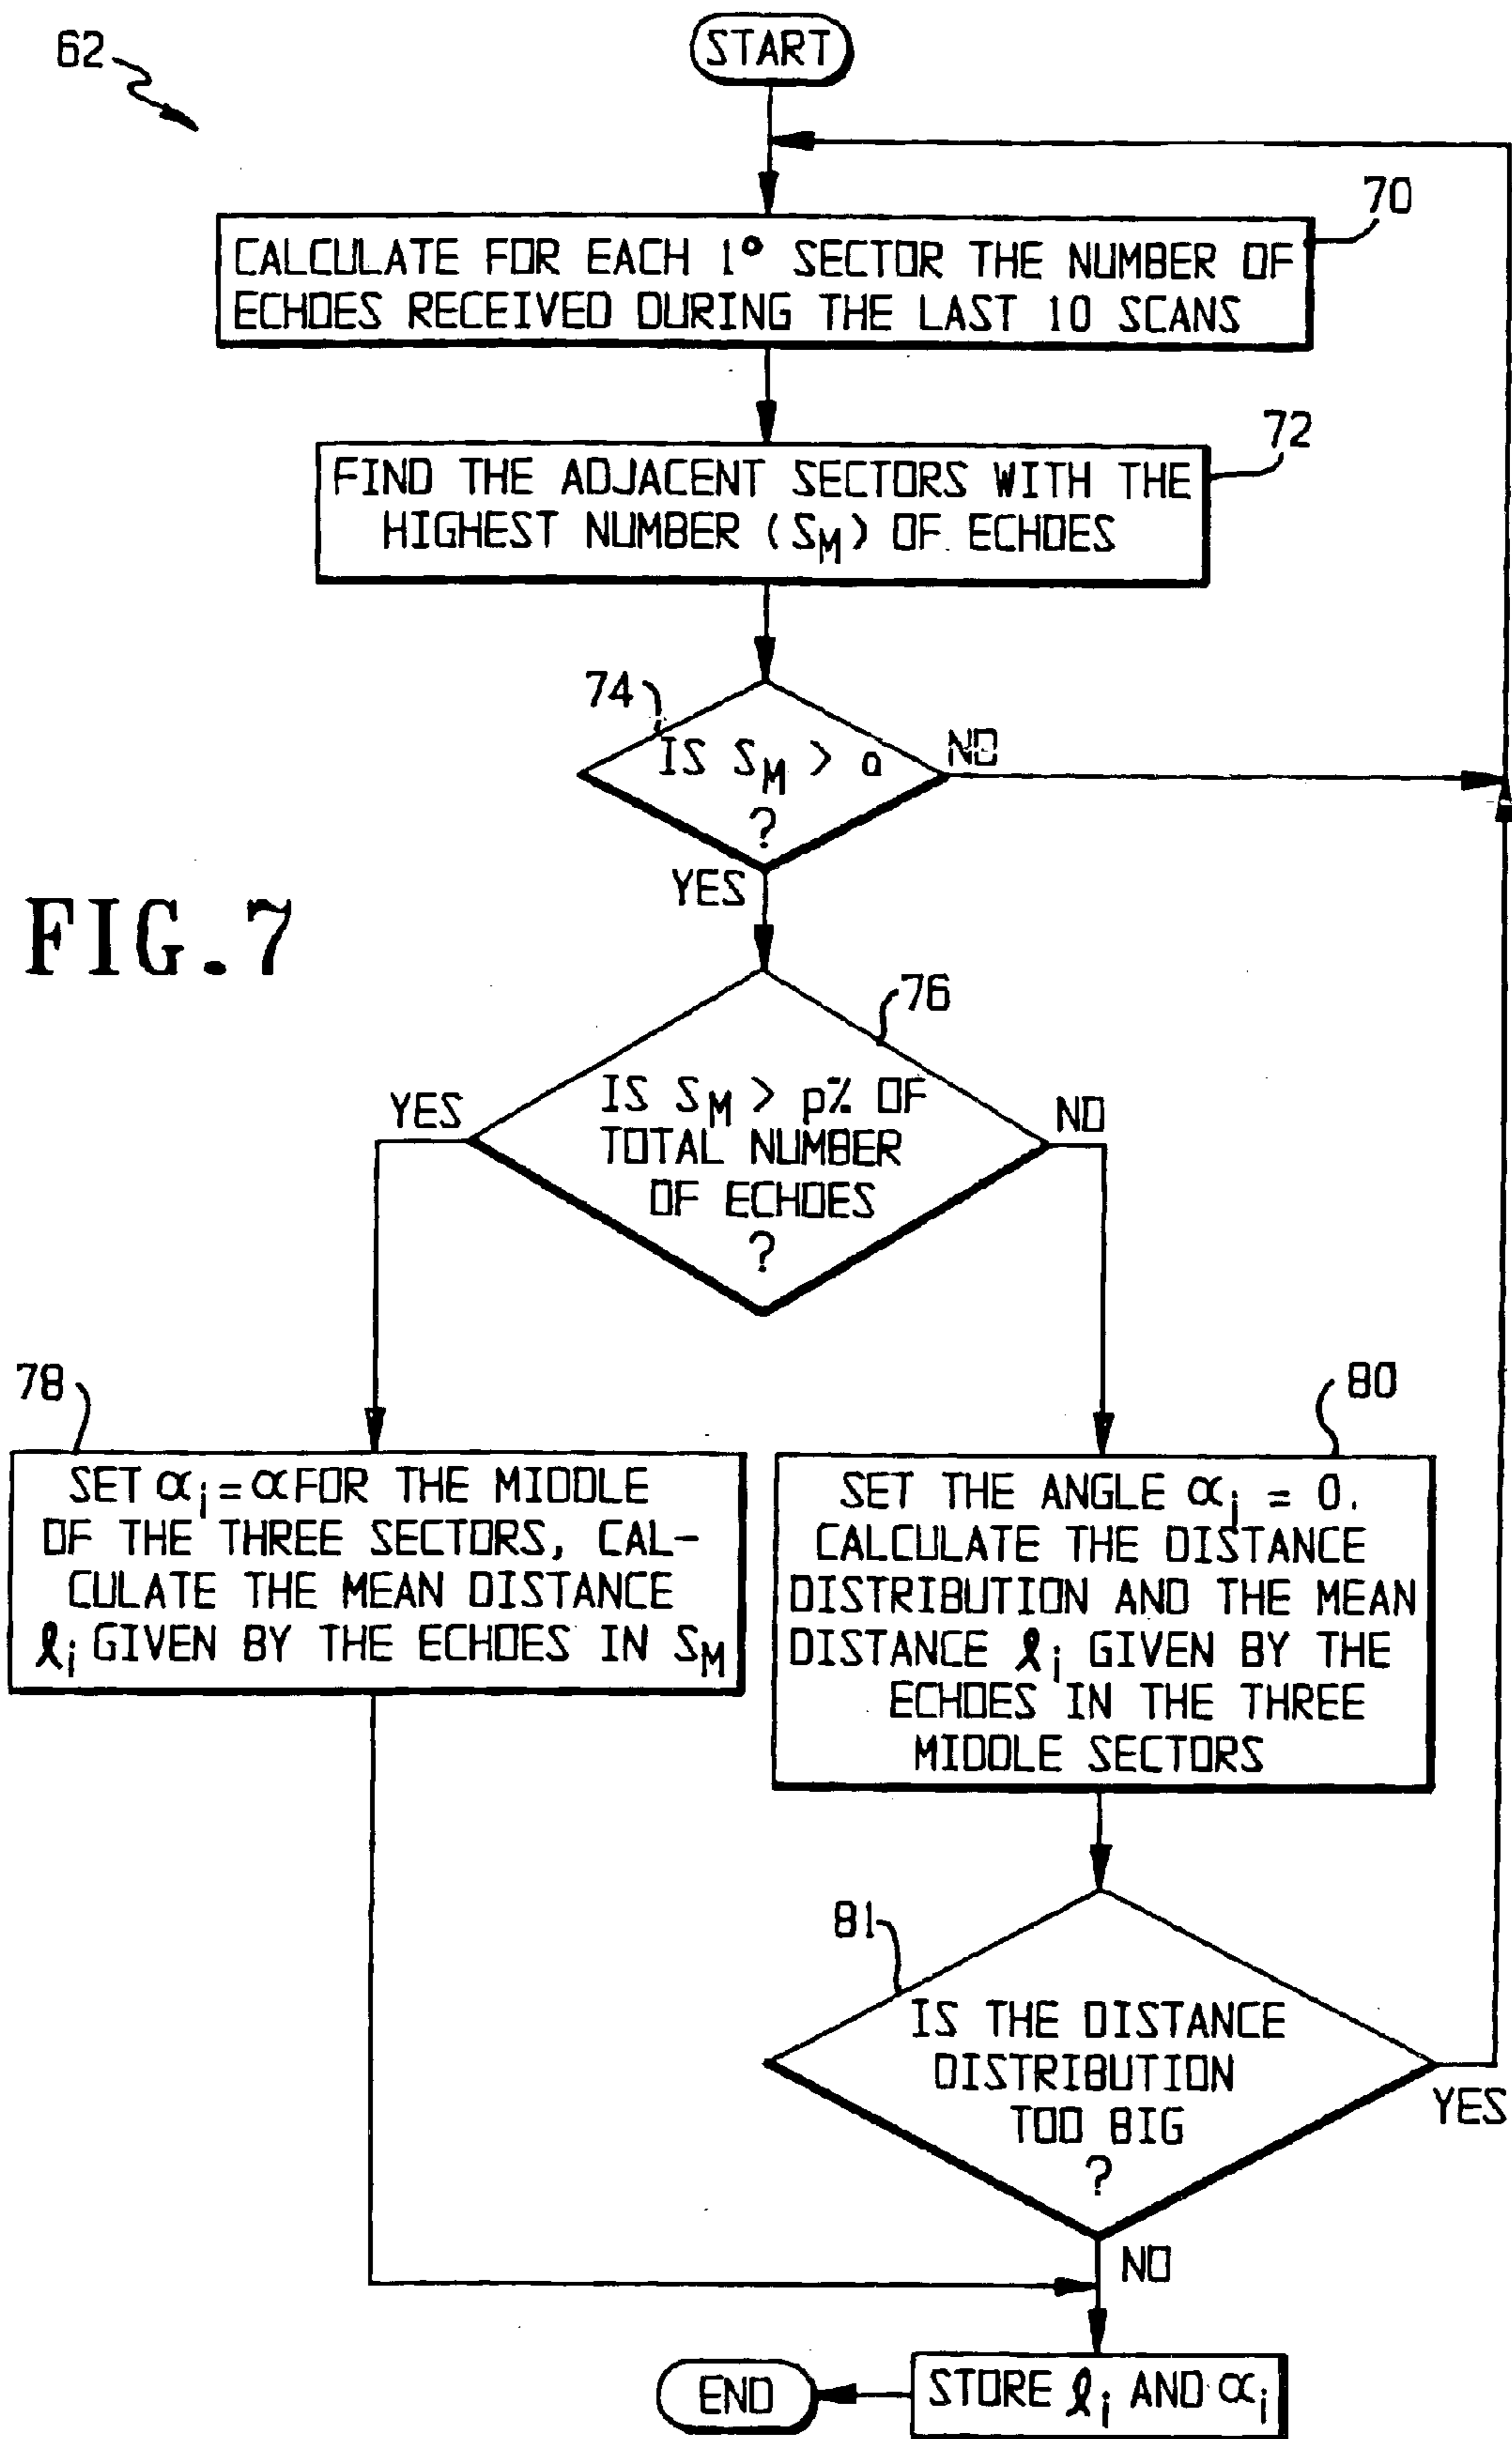 62
START
70
CALCULATE FOR EACH 1° SECTOR THE NUMBER OF
ECHOES RECEIVED DURING THE LAST 10 SCANS
72
FIND THE ADJACENT SECTORS WITH THE
HIGHEST NUMBER (S_M) OF ECHOES
74
IS S_M > a
?
NO
YES
FIG. 7
76
IS S_M > p% OF
TOTAL NUMBER
OF ECHOES
?
YES
NO
78
SET α_i = α FOR THE MIDDLE
OF THE THREE SECTORS, CAL-
CULATE THE MEAN DISTANCE
ℓ_i GIVEN BY THE ECHOES IN S_M
80
SET THE ANGLE α_i = 0.
CALCULATE THE DISTANCE
DISTRIBUTION AND THE MEAN
DISTANCE ℓ_i GIVEN BY THE
ECHOES IN THE THREE
MIDDLE SECTORS
81
IS THE DISTANCE
DISTRIBUTION
TOO BIG
?
YES
NO
STORE ℓ_i AND α_i
END